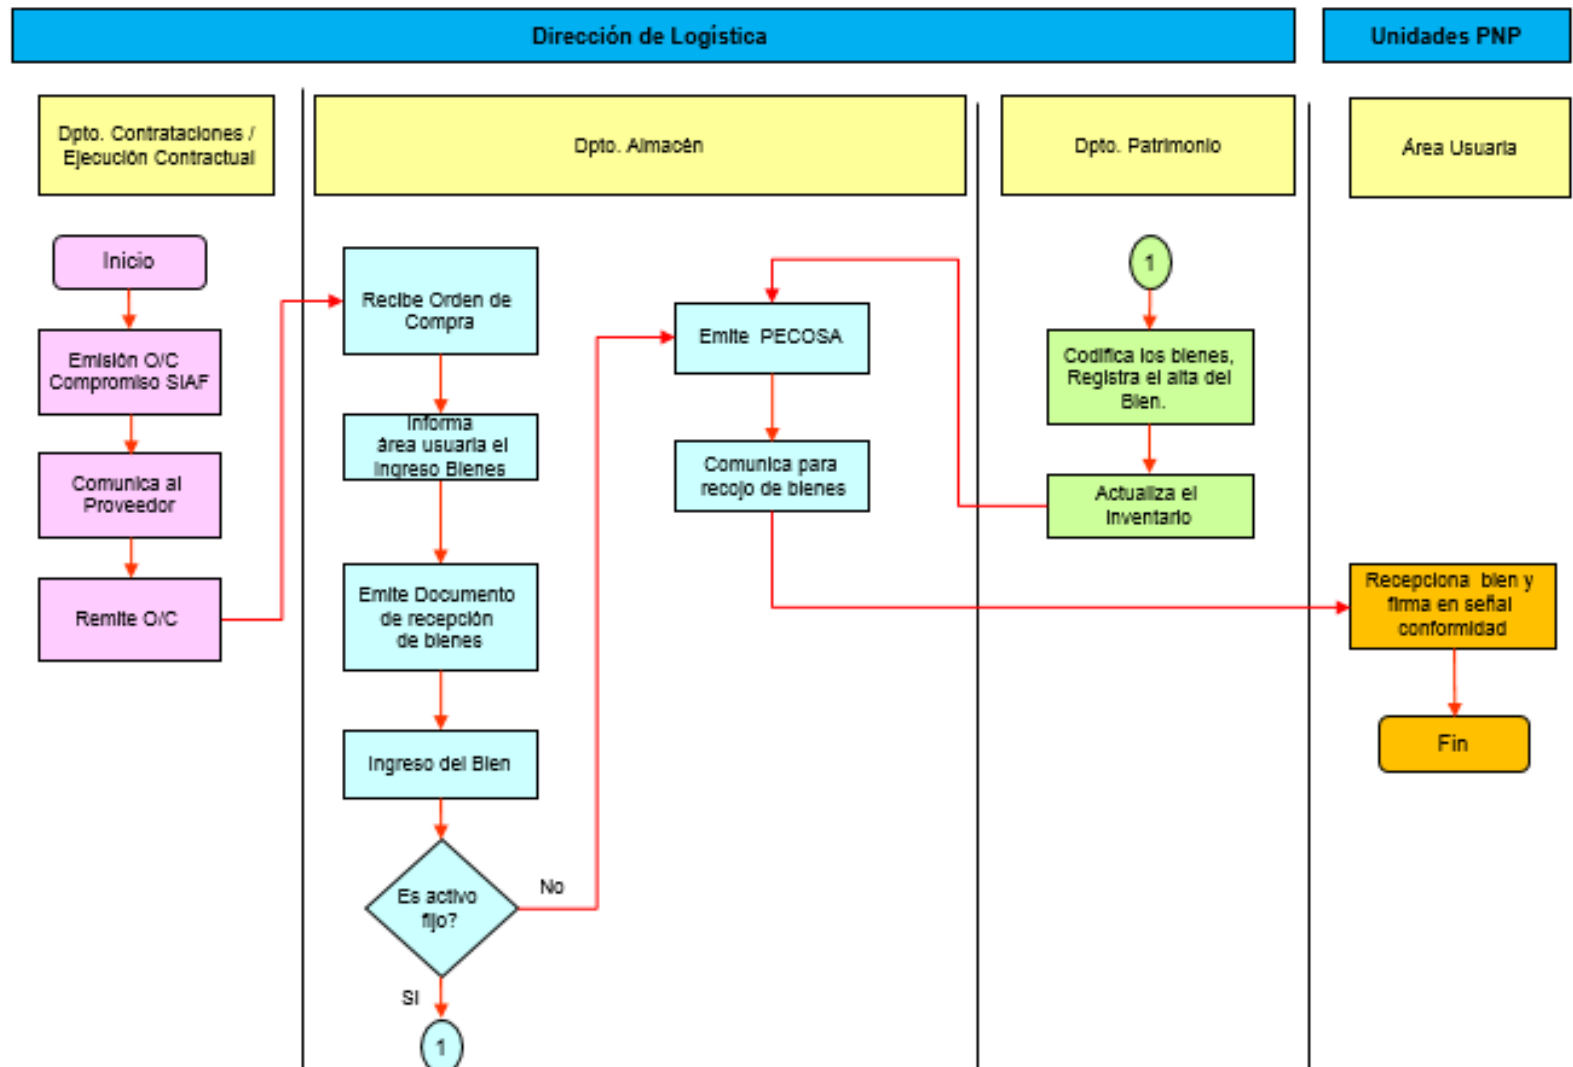 Dirección de Logística
Unidades PNP
Dpto. Contrataciones /
Ejecución Contractual
Dpto. Almacén
Dpto. Patrimonio
Área Usuaria
Inicio
Emisión O/C
Compromiso SIAF
Comunica al
Proveedor
Remite O/C
Recibe Orden de
Compra
Informa
área usuaria el
Ingreso Bienes
Emite Documento
de recepción
de bienes
Ingreso del Bien
Es activo
fijo?
No
SI
1
Emite PECOSA
Comunica para
recojo de bienes
1
Codifica los bienes,
Registra el alta del
Bien.
Actualiza el
Inventario
Recepciona bien y
firma en señal
conformidad
Fin